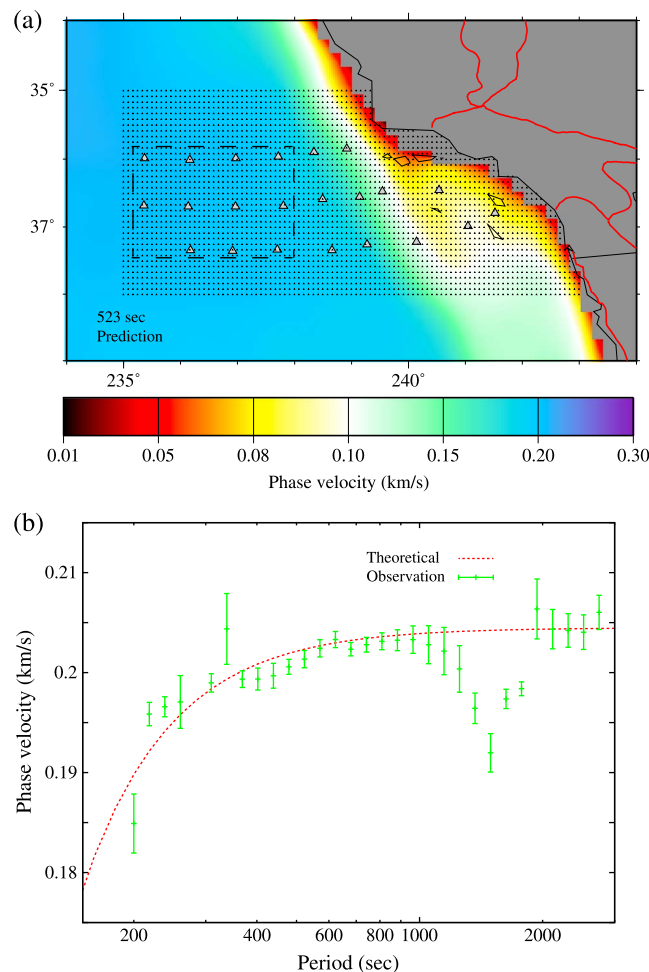 (a)
35°
37°
523 sec
Prediction
235°
240°
0.01
0.05
0.08
0.10
0.15
0.20
0.30
Phase velocity (km/s)
(b)
0.21
0.2
0.19
0.18
Phase velocity (km/s)
Theoretical
Observation
200
400
600
800
1000
2000
Period (sec)